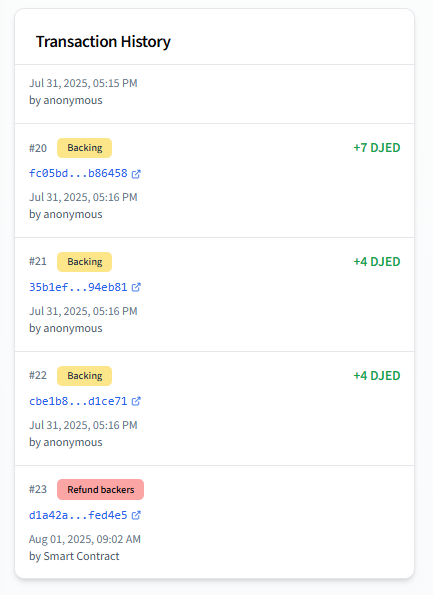 Transaction History
Jul 31, 2025, 05:15 PM
by anonymous
#20 Backing +7 DJED
fc05bd...b86458
Jul 31, 2025, 05:16 PM
by anonymous
#21 Backing +4 DJED
35b1ef...94eb81
Jul 31, 2025, 05:16 PM
by anonymous
#22 Backing +4 DJED
cbe1b8...d1ce71
Jul 31, 2025, 05:16 PM
by anonymous
#23 Refund backers
d1a42a...fed4e5
Aug 01, 2025, 09:02 AM
by Smart Contract